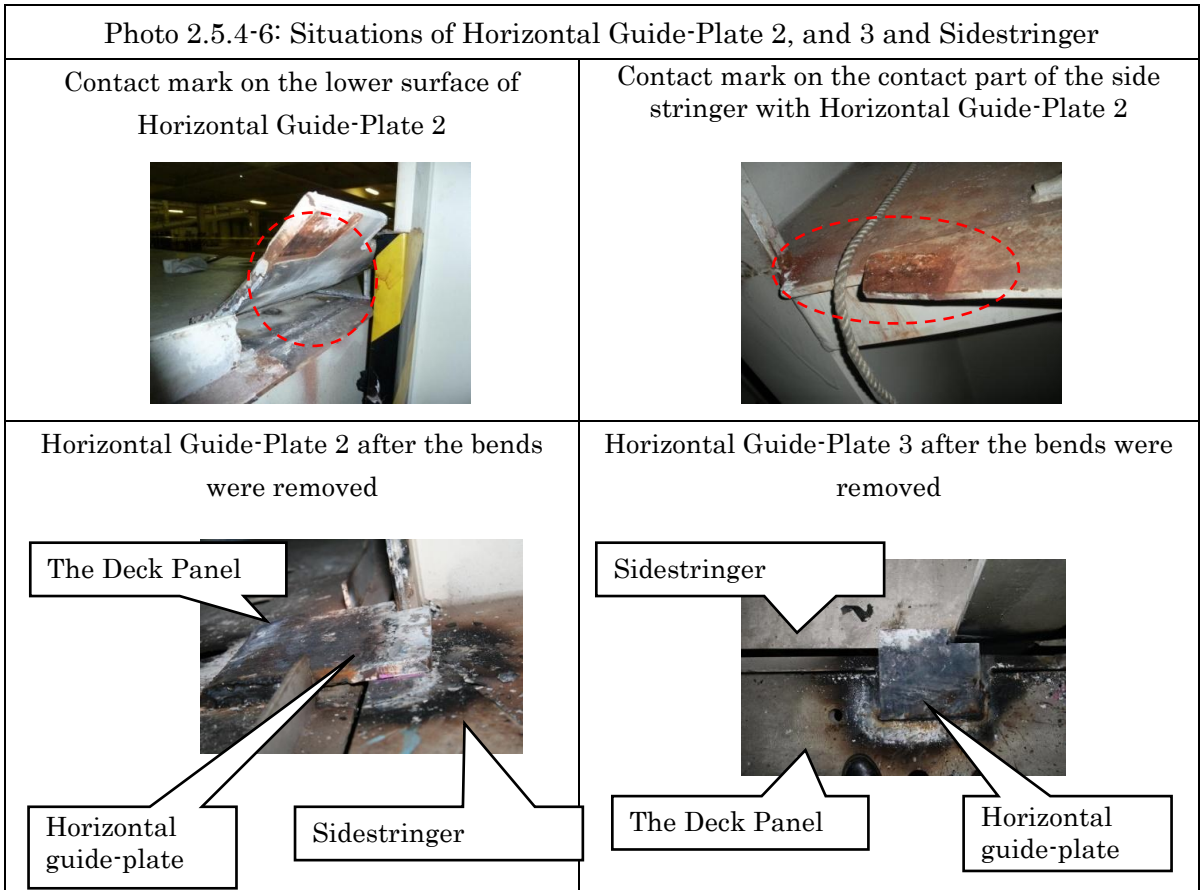 Photo 2.5.4-6: Situations of Horizontal Guide-Plate 2, and 3 and Sidestringer
Contact mark on the lower surface of
Horizontal Guide-Plate 2
Contact mark on the contact part of the side
stringer with Horizontal Guide-Plate 2
Horizontal Guide-Plate 2 after the bends
were removed
The Deck Panel
Horizontal
guide-plate
Sidestringer
Horizontal Guide-Plate 3 after the bends were
removed
Sidestringer
The Deck Panel
Horizontal
guide-plate